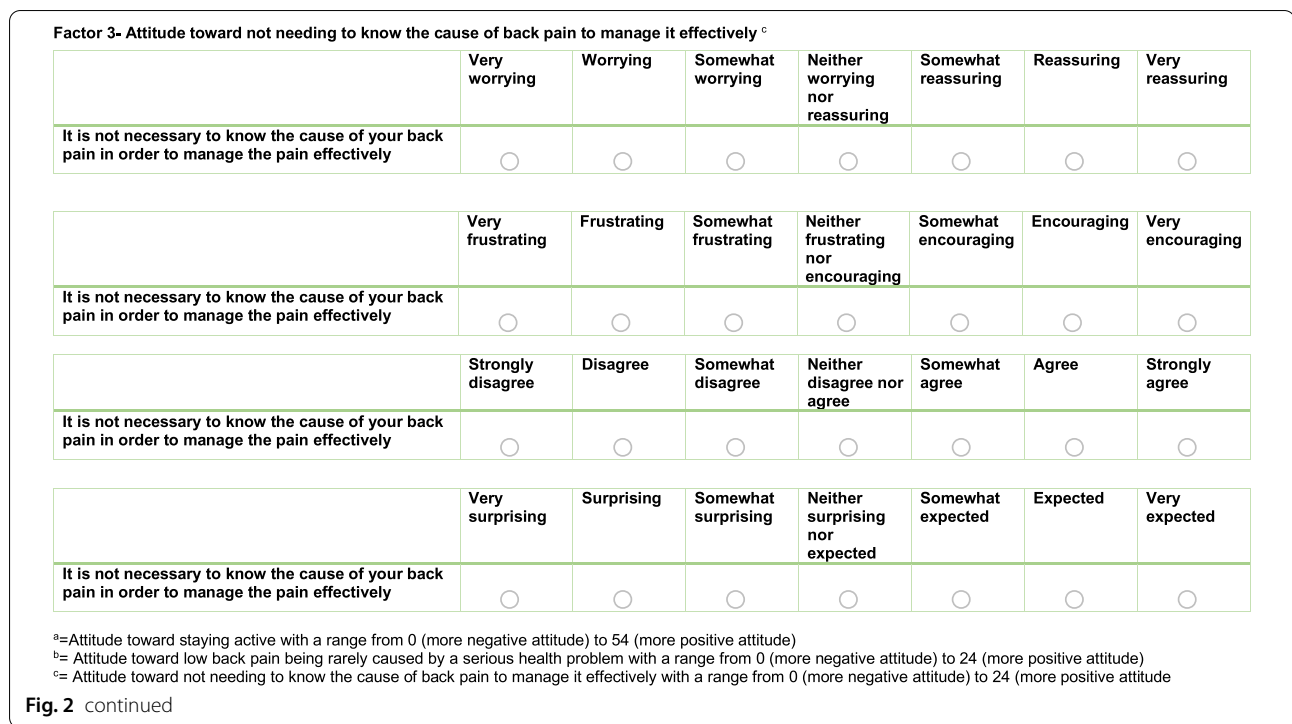 Factor 3- Attitude toward not needing to know the cause of back pain to manage it effectively c
Very worrying Worrying Somewhat worrying Neither worrying nor reassuring Somewhat reassuring Reassuring Very reassuring
It is not necessary to know the cause of your back
pain in order to manage the pain effectively
Very frustrating Frustrating Somewhat frustrating Neither frustrating nor encouraging Somewhat encouraging Encouraging Very encouraging
It is not necessary to know the cause of your back
pain in order to manage the pain effectively
Strongly disagree Disagree Somewhat disagree Neither disagree nor agree Somewhat agree Agree Strongly agree
It is not necessary to know the cause of your back
pain in order to manage the pain effectively
Very surprising Surprising Somewhat surprising Neither surprising nor expected Somewhat expected Expected Very expected
It is not necessary to know the cause of your back
pain in order to manage the pain effectively
a=Attitude toward staying active with a range from 0 (more negative attitude) to 54 (more positive attitude)
b= Attitude toward low back pain being rarely caused by a serious health problem with a range from 0 (more negative attitude) to 24 (more positive attitude)
c= Attitude toward not needing to know the cause of back pain to manage it effectively with a range from 0 (more negative attitude) to 24 (more positive attitude
Fig. 2 continued